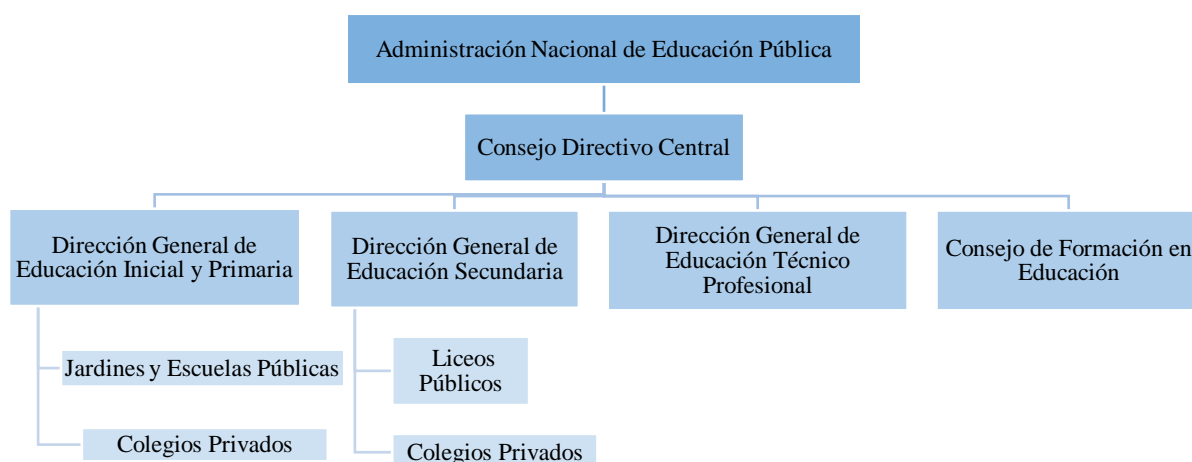 Administración Nacional de Educación Pública
Consejo Directivo Central
Dirección General de
Educación Inicial y Primaria
Dirección General de
Educación Secundaria
Dirección General de
Educación Técnico
Profesional
Consejo de Formación en
Educación
Jardines y Escuelas Públicas
Colegios Privados
Liceos
Públicos
Colegios Privados